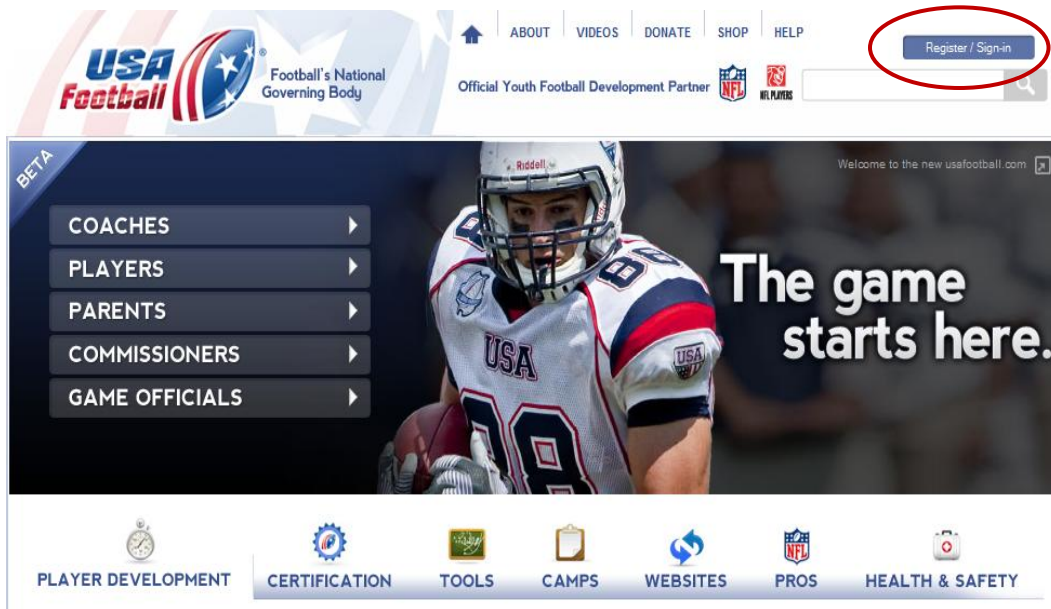 ABOUT VIDEOS DONATE SHOP HELP
Register / Sign-in
USA
Football
®
Football's National
Governing Body
Official Youth Football Development Partner
NFL
NFL PLAYERS
BETA
Welcome to the new usafootball.com
COACHES
PLAYERS
PARENTS
COMMISSIONERS
GAME OFFICIALS
Riddell
88
USA
USA
88
The game
starts here.
NFL
PLAYER DEVELOPMENT CERTIFICATION TOOLS CAMPS WEBSITES PROS HEALTH & SAFETY